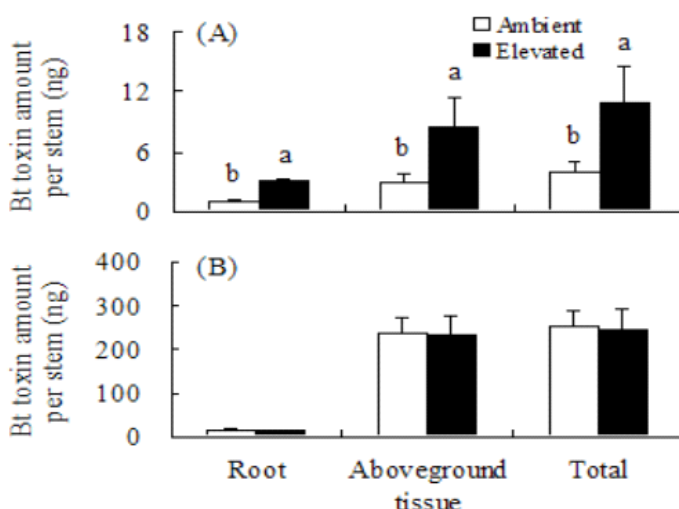 (A)
Ambient
Elevated
Bt toxin amount
per stem (ng)
18
12
6
0
b
a
b
a
b
a
(B)
Bt toxin amount
per stem (ng)
400
300
200
100
0
Root
Aboveground
tissue
Total